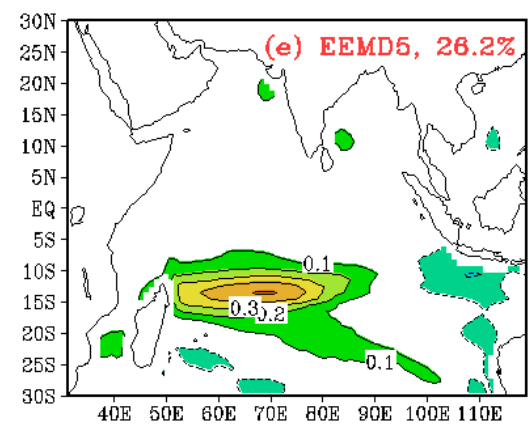 30N
(e) EEMD5, 26.2%
25N
20N
15N
10N
5N
EQ
5S
0.1
10S
15S
0.3
0.2
20S
0.1
25S
30S
40E 50E 60E 70E 80E 90E 100E 110E